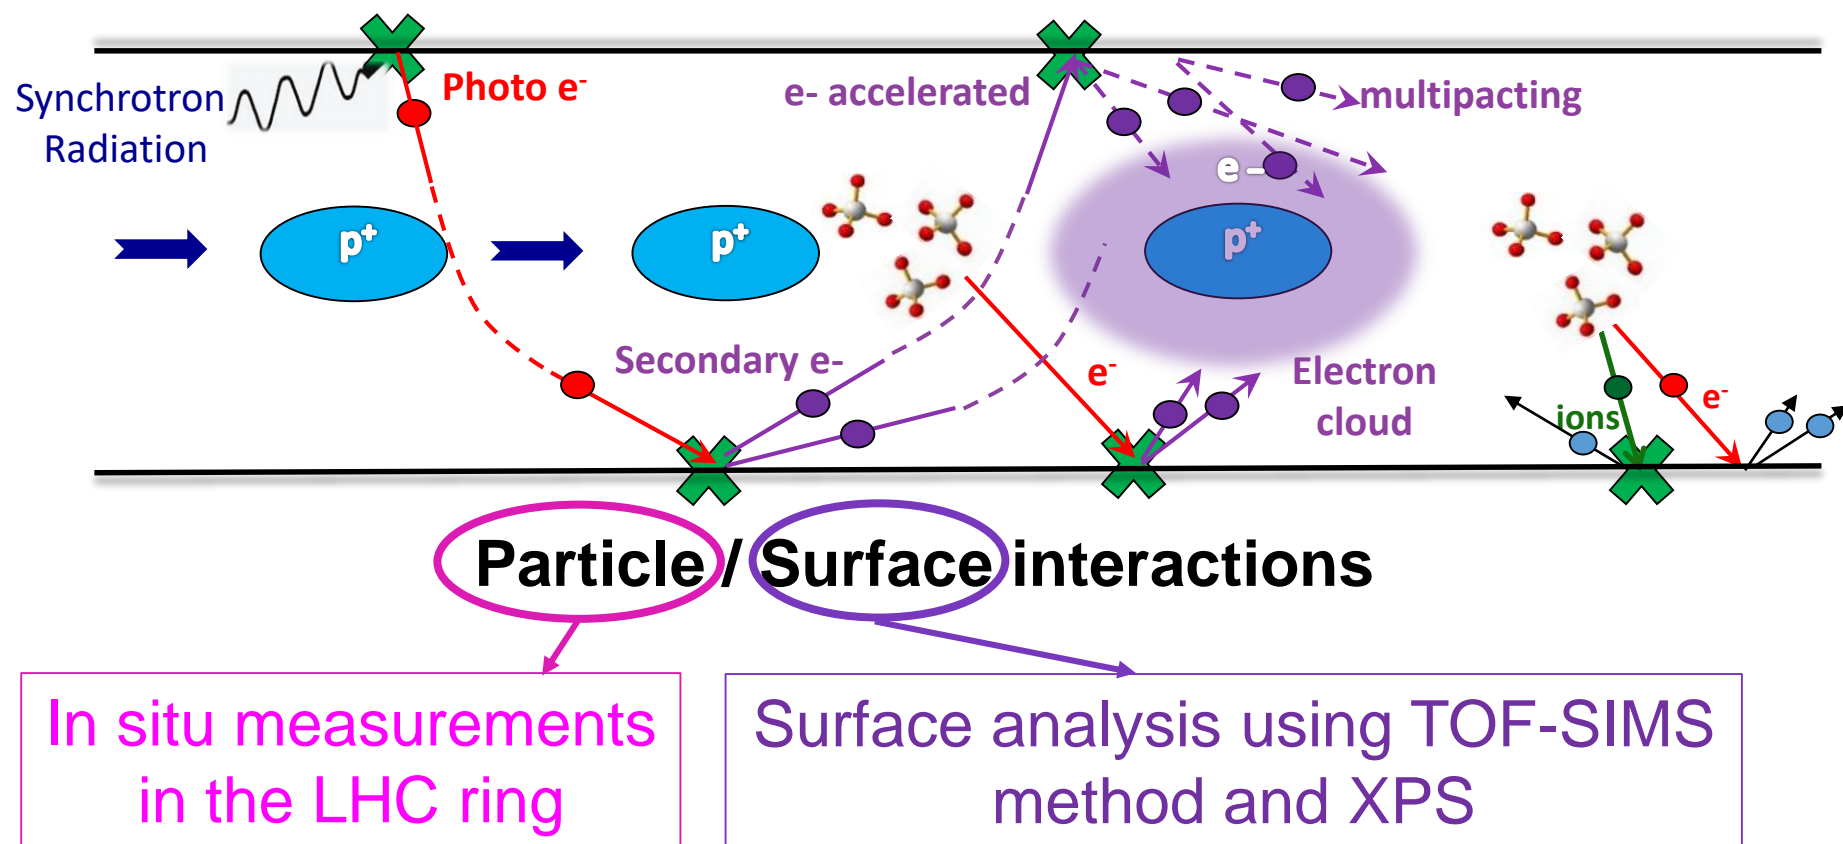 Synchrotron
Radiation
Photo e⁻
e- accelerated
multipacting
e –
p⁺
p⁺
p⁺
Secondary e-
e⁻
Electron
cloud
ions
e⁻
Particle / Surface interactions
In situ measurements
in the LHC ring
Surface analysis using TOF-SIMS
method and XPS